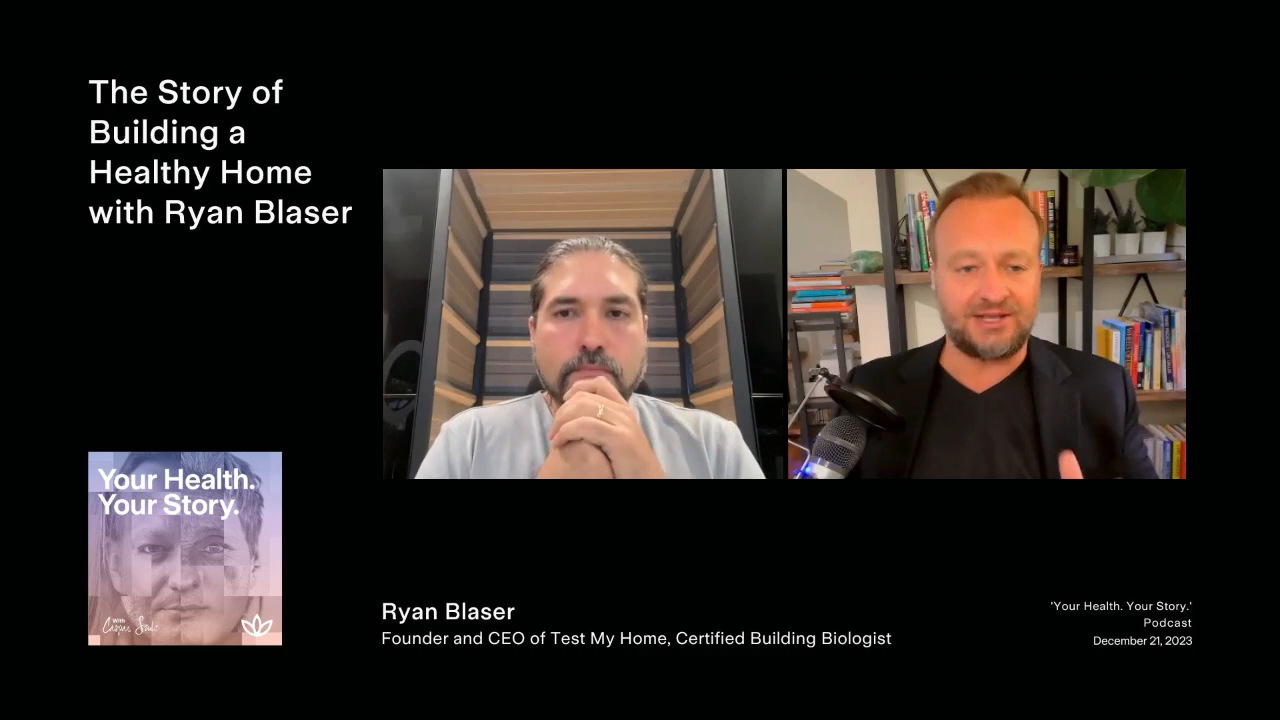 The Story of
Building a
Healthy Home
with Ryan Blaser
Your Health.
Your Story.
With
Ryan Blaser
Founder and CEO of Test My Home, Certified Building Biologist
'Your Health. Your Story.'
Podcast
December 21, 2023